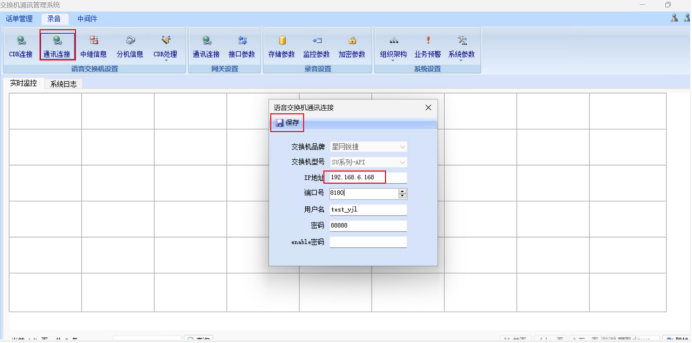 交换机通讯管理系统
话单管理 录音 中间件
CDR连接 通讯连接 中继信息 分机信息 CDR处理 通讯连接 接口参数 存储参数 监控参数 加密参数 组织架构 业务预警 系统参数
语音交换机设置 网关设置 录音设置 系统设置
实时监控 系统日志
语音交换机通讯连接
保存
交换机品牌 星网锐捷
交换机型号 SU系列-API
IP地址 192.168.6.168
端口号 8180
用户名 test_yjl
密码 88888
enable密码